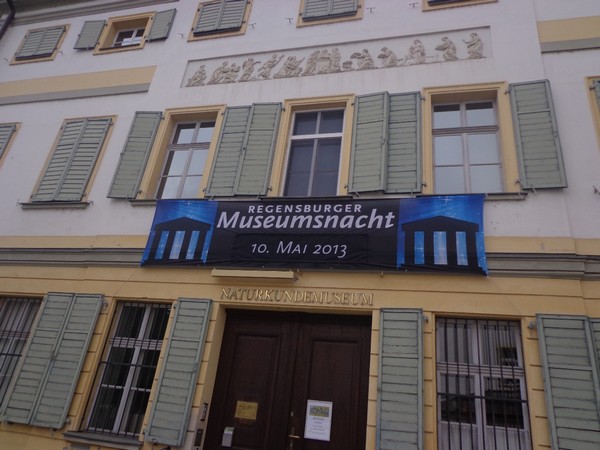 REGENSBURGER
Museumsnacht
10. MAI 2013
NATURKUNDEMUSEUM